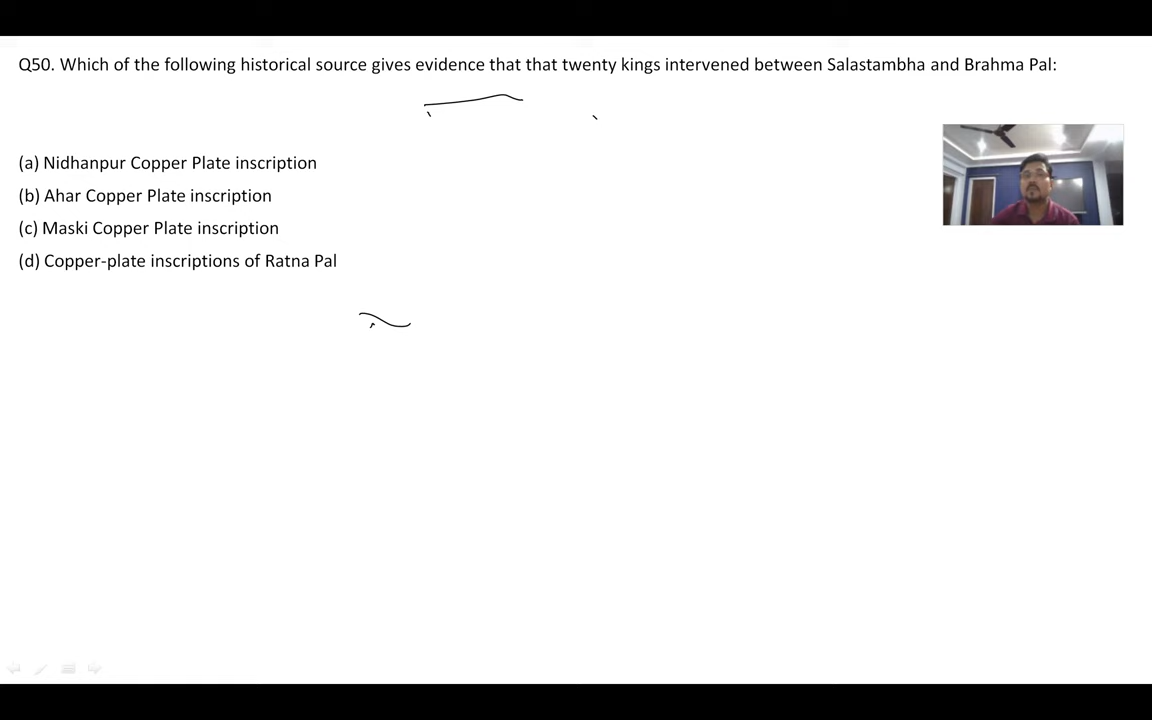 Q50. Which of the following historical source gives evidence that that twenty kings intervened between Salastambha and Brahma Pal:
(a) Nidhanpur Copper Plate inscription
(b) Ahar Copper Plate inscription
(c) Maski Copper Plate inscription
(d) Copper-plate inscriptions of Ratna Pal